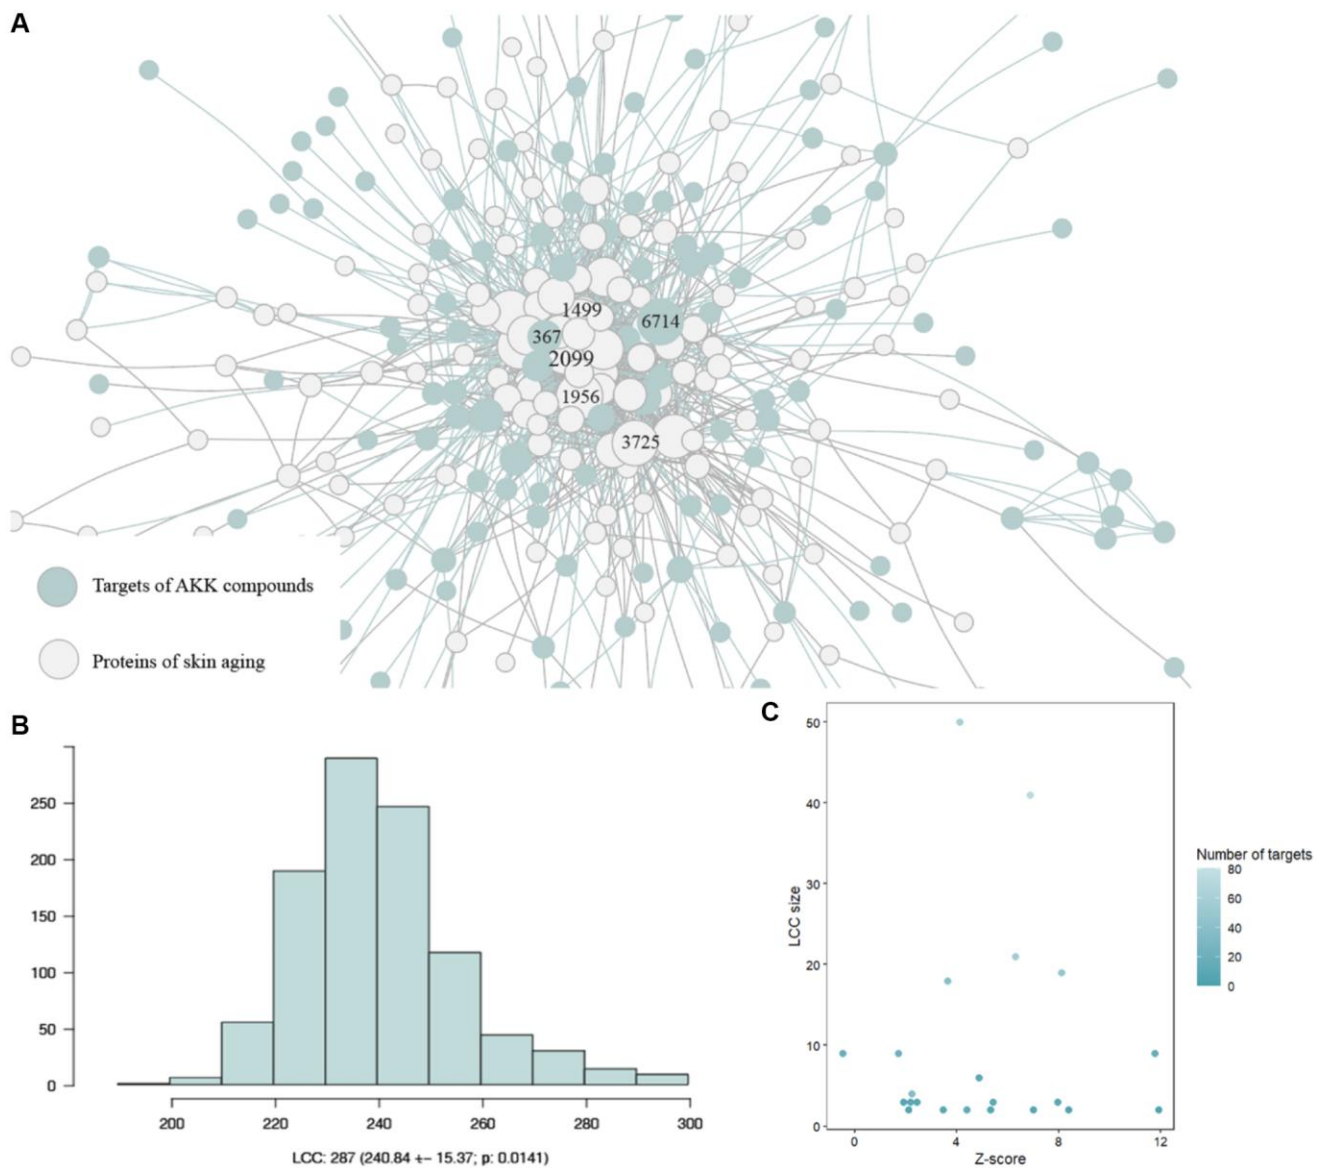 A
1499
6714
367
2099
1956
3725
Targets of AKK compounds
Proteins of skin aging
B
250
200
150
100
50
0
200 220 240 260 280 300
LCC: 287 (240.84 +− 15.37; p: 0.0141)
C
50
40
30
20
10
0
LCC size
0 4 8 12
Z-score
Number of targets
80
60
40
20
0